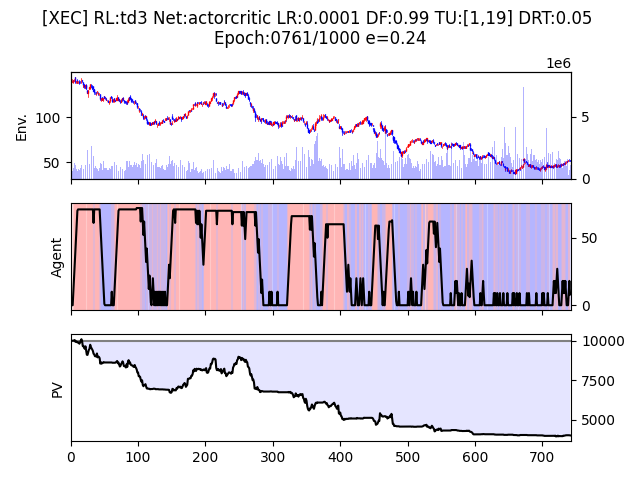 [XEC] RL:td3 Net:actorcritic LR:0.0001 DF:0.99 TU:[1,19] DRT:0.05
Epoch:0761/1000 e=0.24
1e6
Env.
100
50
5
0
Agent
50
0
PV
10000
7500
5000
0 100 200 300 400 500 600 700